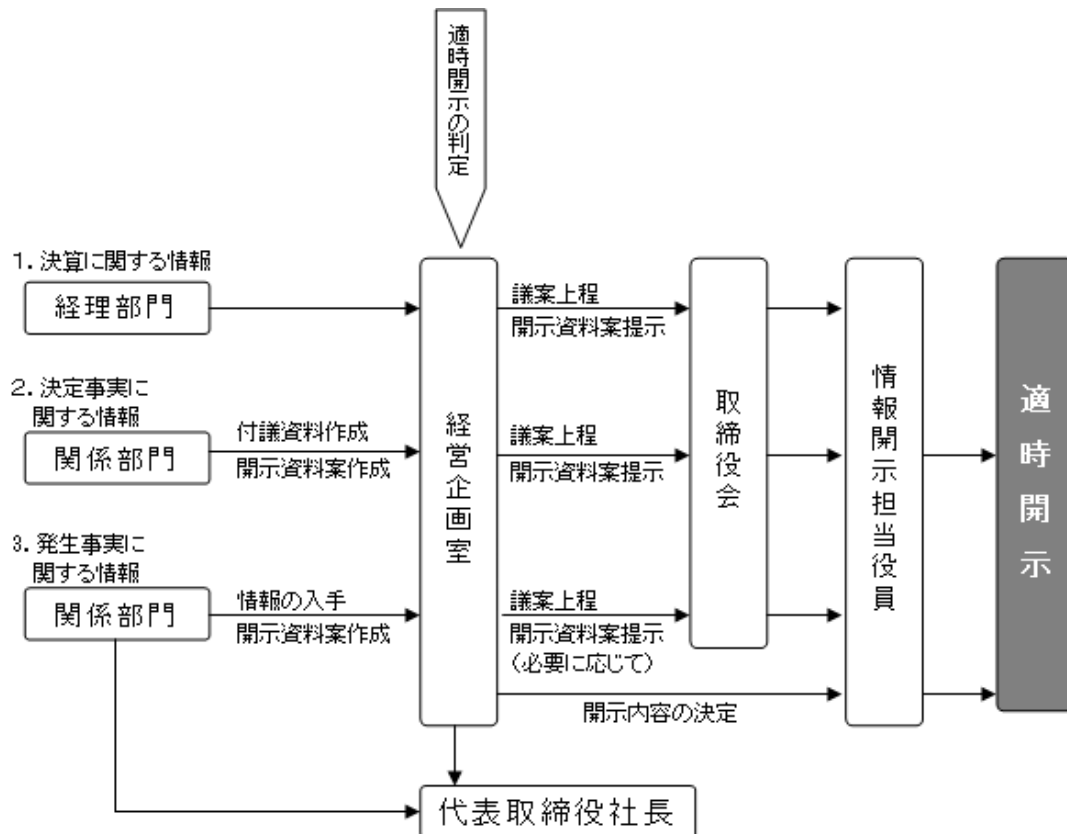 適時開示の判定
1. 決算に関する情報
経理部門
議案上程
開示資料案提示
2. 決定事実に
関する情報
関係部門
付議資料作成
開示資料案作成
議案上程
開示資料案提示
3. 発生事実に
関する情報
関係部門
情報の入手
開示資料案作成
議案上程
開示資料案提示
(必要に応じて)
開示内容の決定
経営企画室
取締役会
情報開示担当役員
適時開示
代表取締役社長